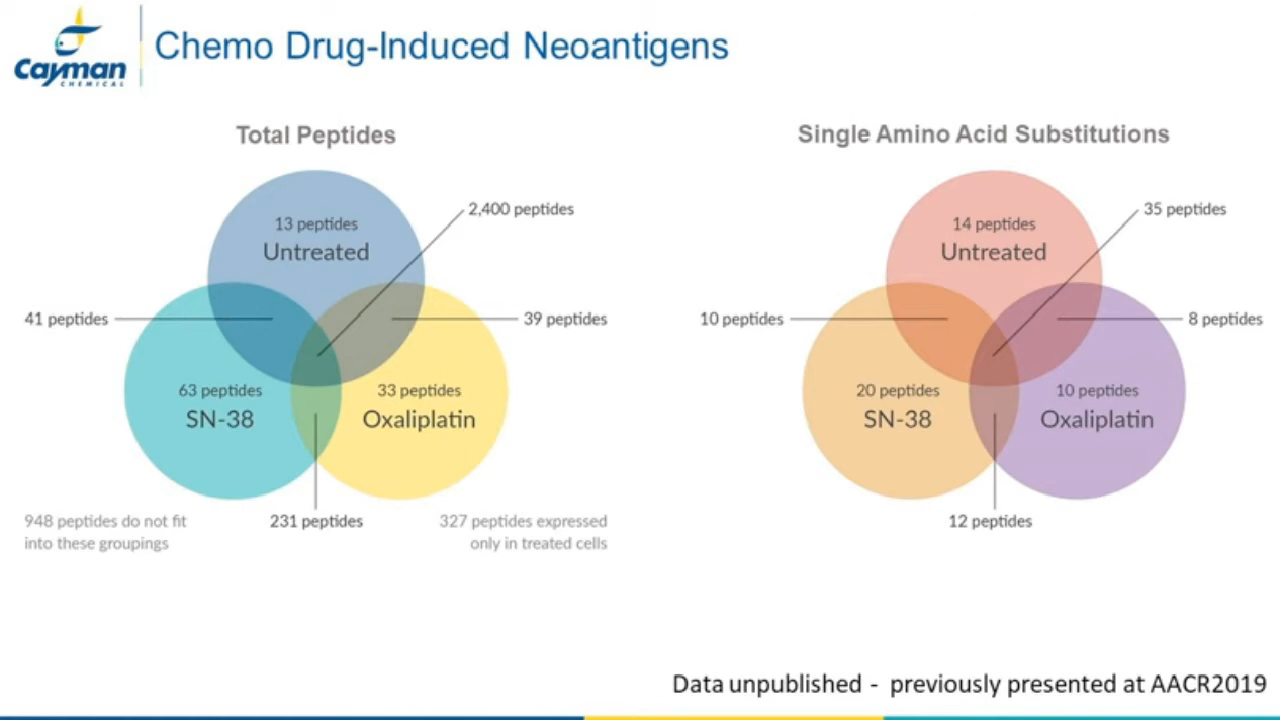 Cayman
CHEMICAL
Chemo Drug-Induced Neoantigens
Total Peptides
13 peptides
Untreated
2,400 peptides
41 peptides
39 peptides
63 peptides
SN-38
33 peptides
Oxaliplatin
948 peptides do not fit
into these groupings
231 peptides
327 peptides expressed
only in treated cells
Single Amino Acid Substitutions
14 peptides
Untreated
35 peptides
10 peptides
8 peptides
20 peptides
SN-38
10 peptides
Oxaliplatin
12 peptides
Data unpublished - previously presented at AACR2019